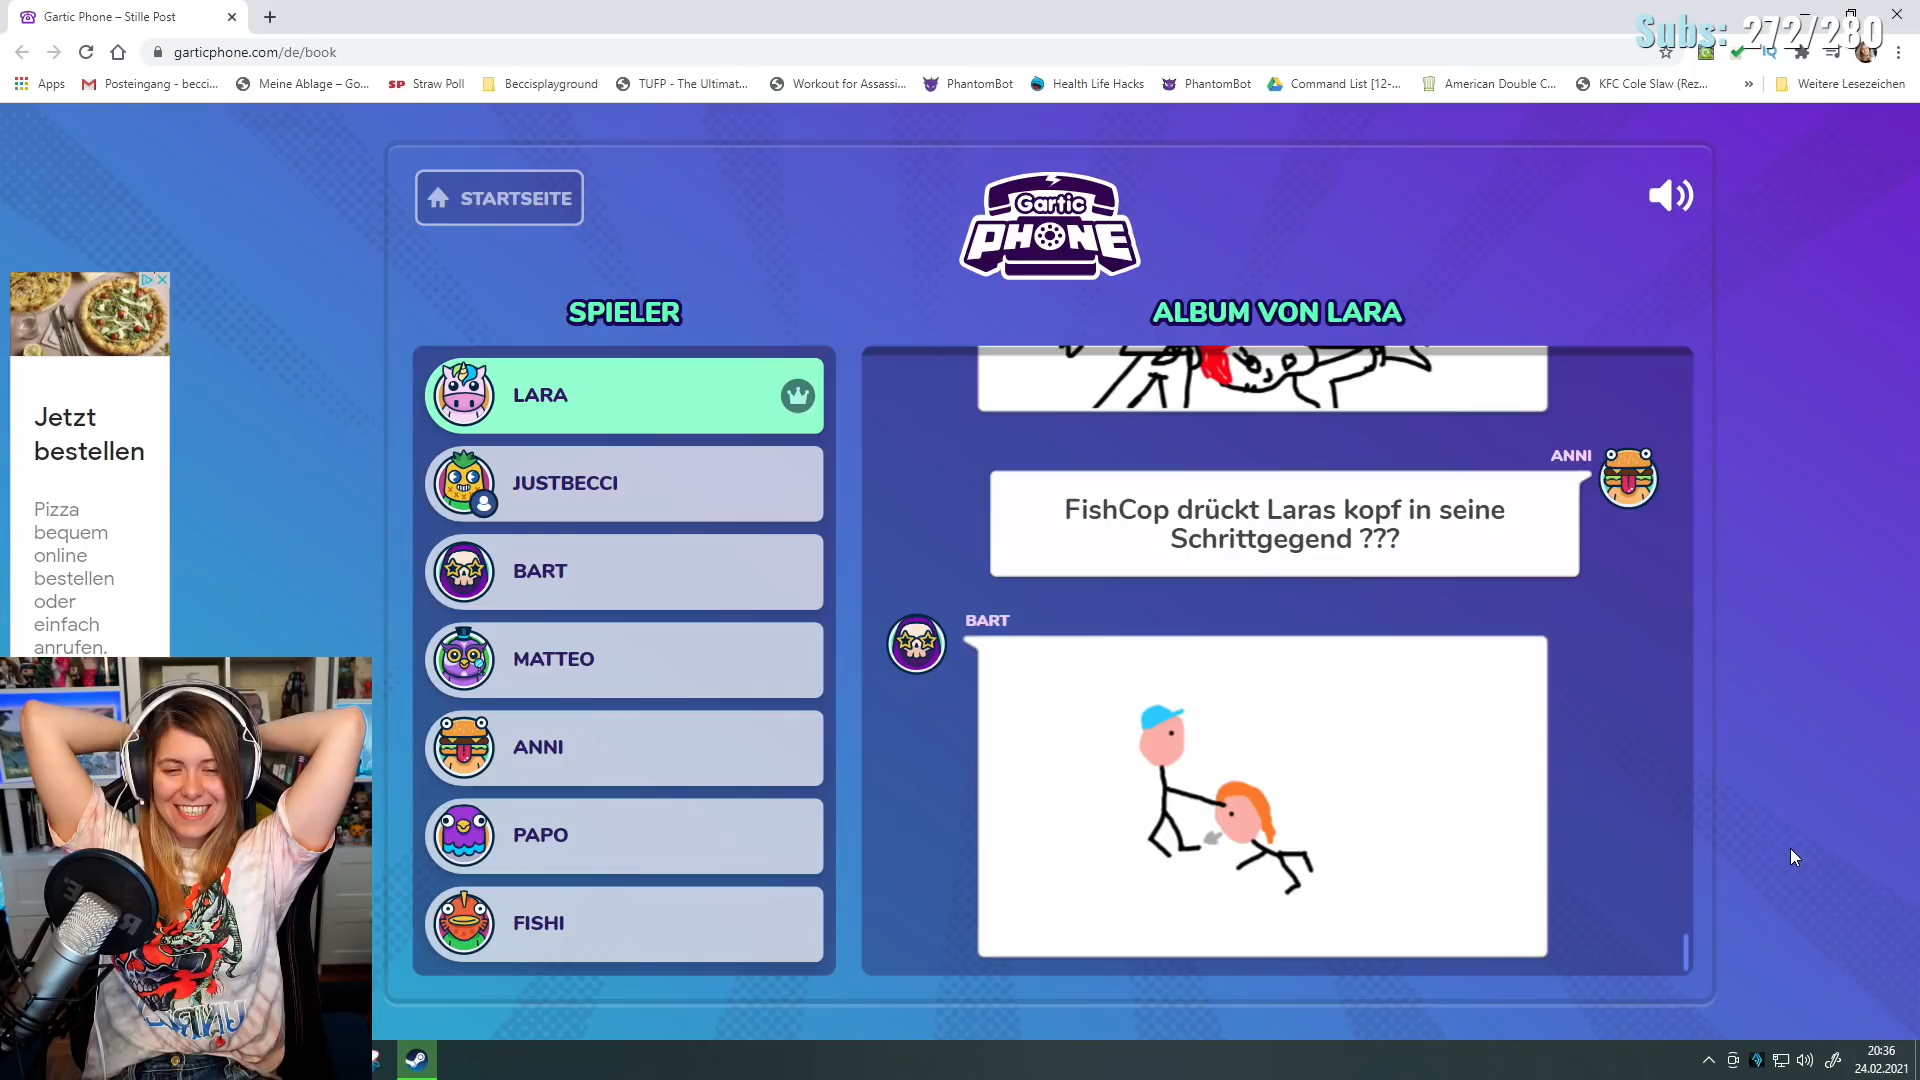 Gartic Phone – Stille Post
Subs: 272/280
garticphone.com/de/book
Apps
Posteingang - becci...
Meine Ablage – Go...
SP Straw Poll
Beccisplayground
TUFP - The Ultimat...
Workout for Assassi...
PhantomBot
Health Life Hacks
PhantomBot
Command List [12-...
American Double C...
KFC Cole Slaw (Rez...
»
Weitere Lesezeichen
STARTSEITE
Gartic
PHONE
SPIELER
ALBUM VON LARA
LARA
JUSTBECCI
BART
MATTEO
ANNI
PAPO
FISHI
ANNI
FishCop drückt Laras kopf in seine
Schrittgegend ???
BART
Jetzt
bestellen
Pizza
bequem
online
bestellen
oder
einfach
anrufen.
20:36
24.02.2021